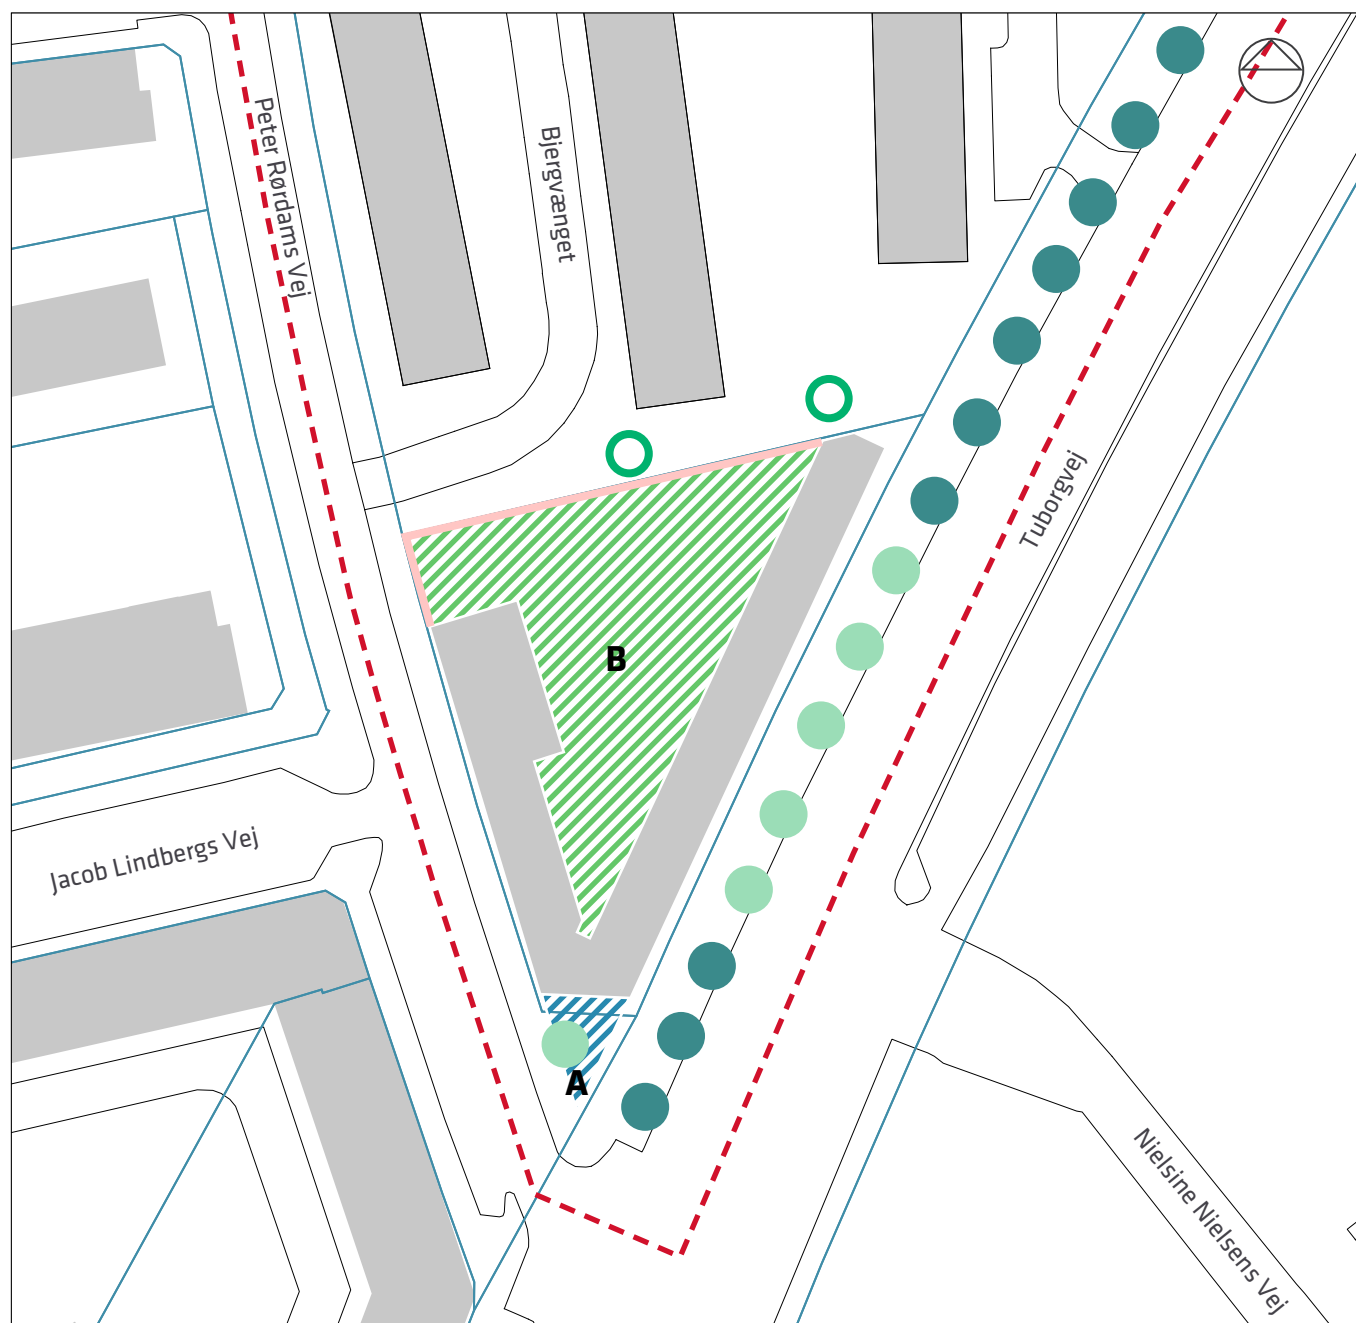 Peter Rørdams Vej
Bjergvænget
Tuborgvej
B
Jacob Lindbergs Vej
A
Nielsine Nielsens Vej